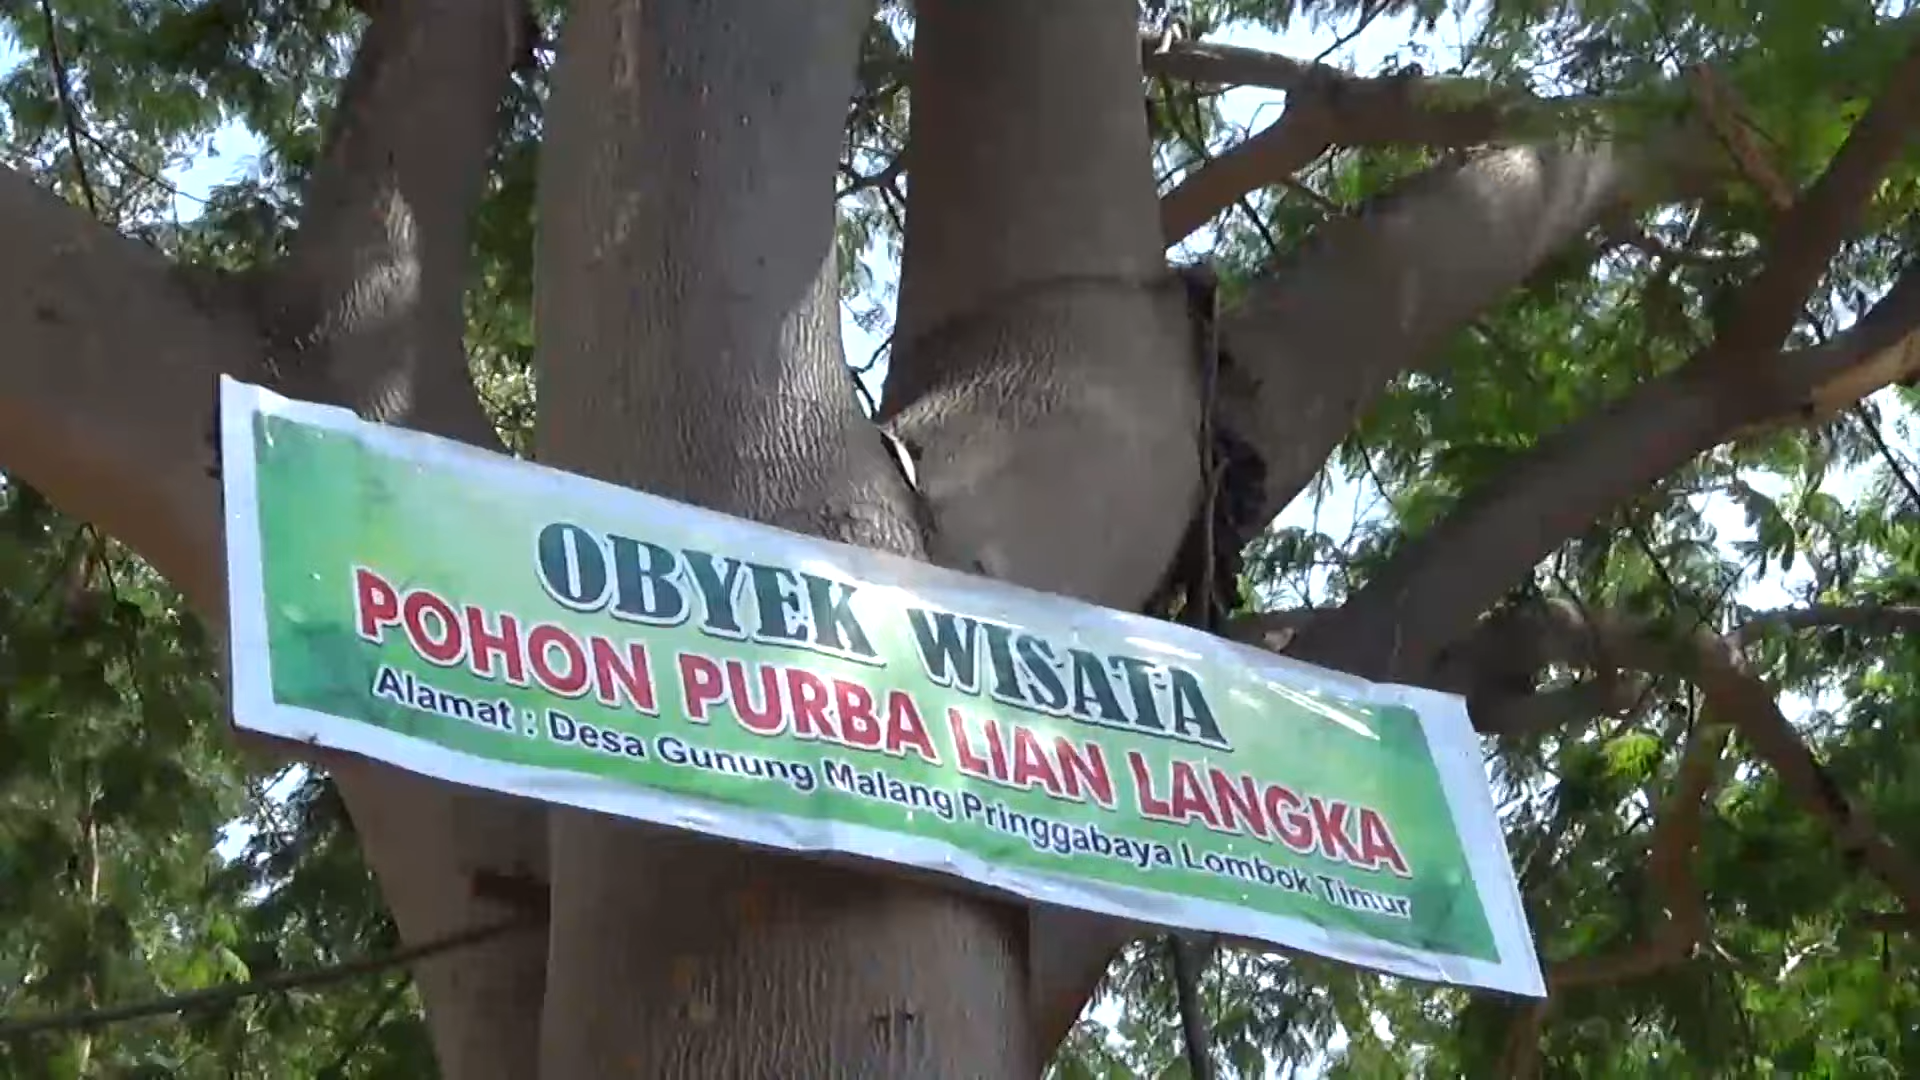 OBYEK WISATA
POHON PURBA LIAN LANGKA
Alamat : Desa Gunung Malang Pringgabaya Lombok Timur